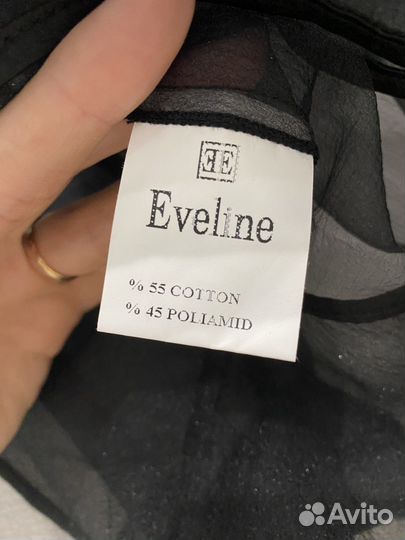 EE
Eveline
% 55 COTTON
% 45 POLIAMID
Avito